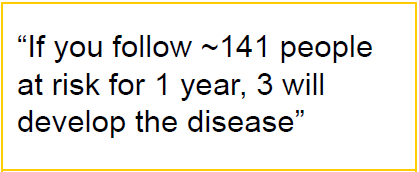 “If you follow ~141 people
at risk for 1 year, 3 will
develop the disease”